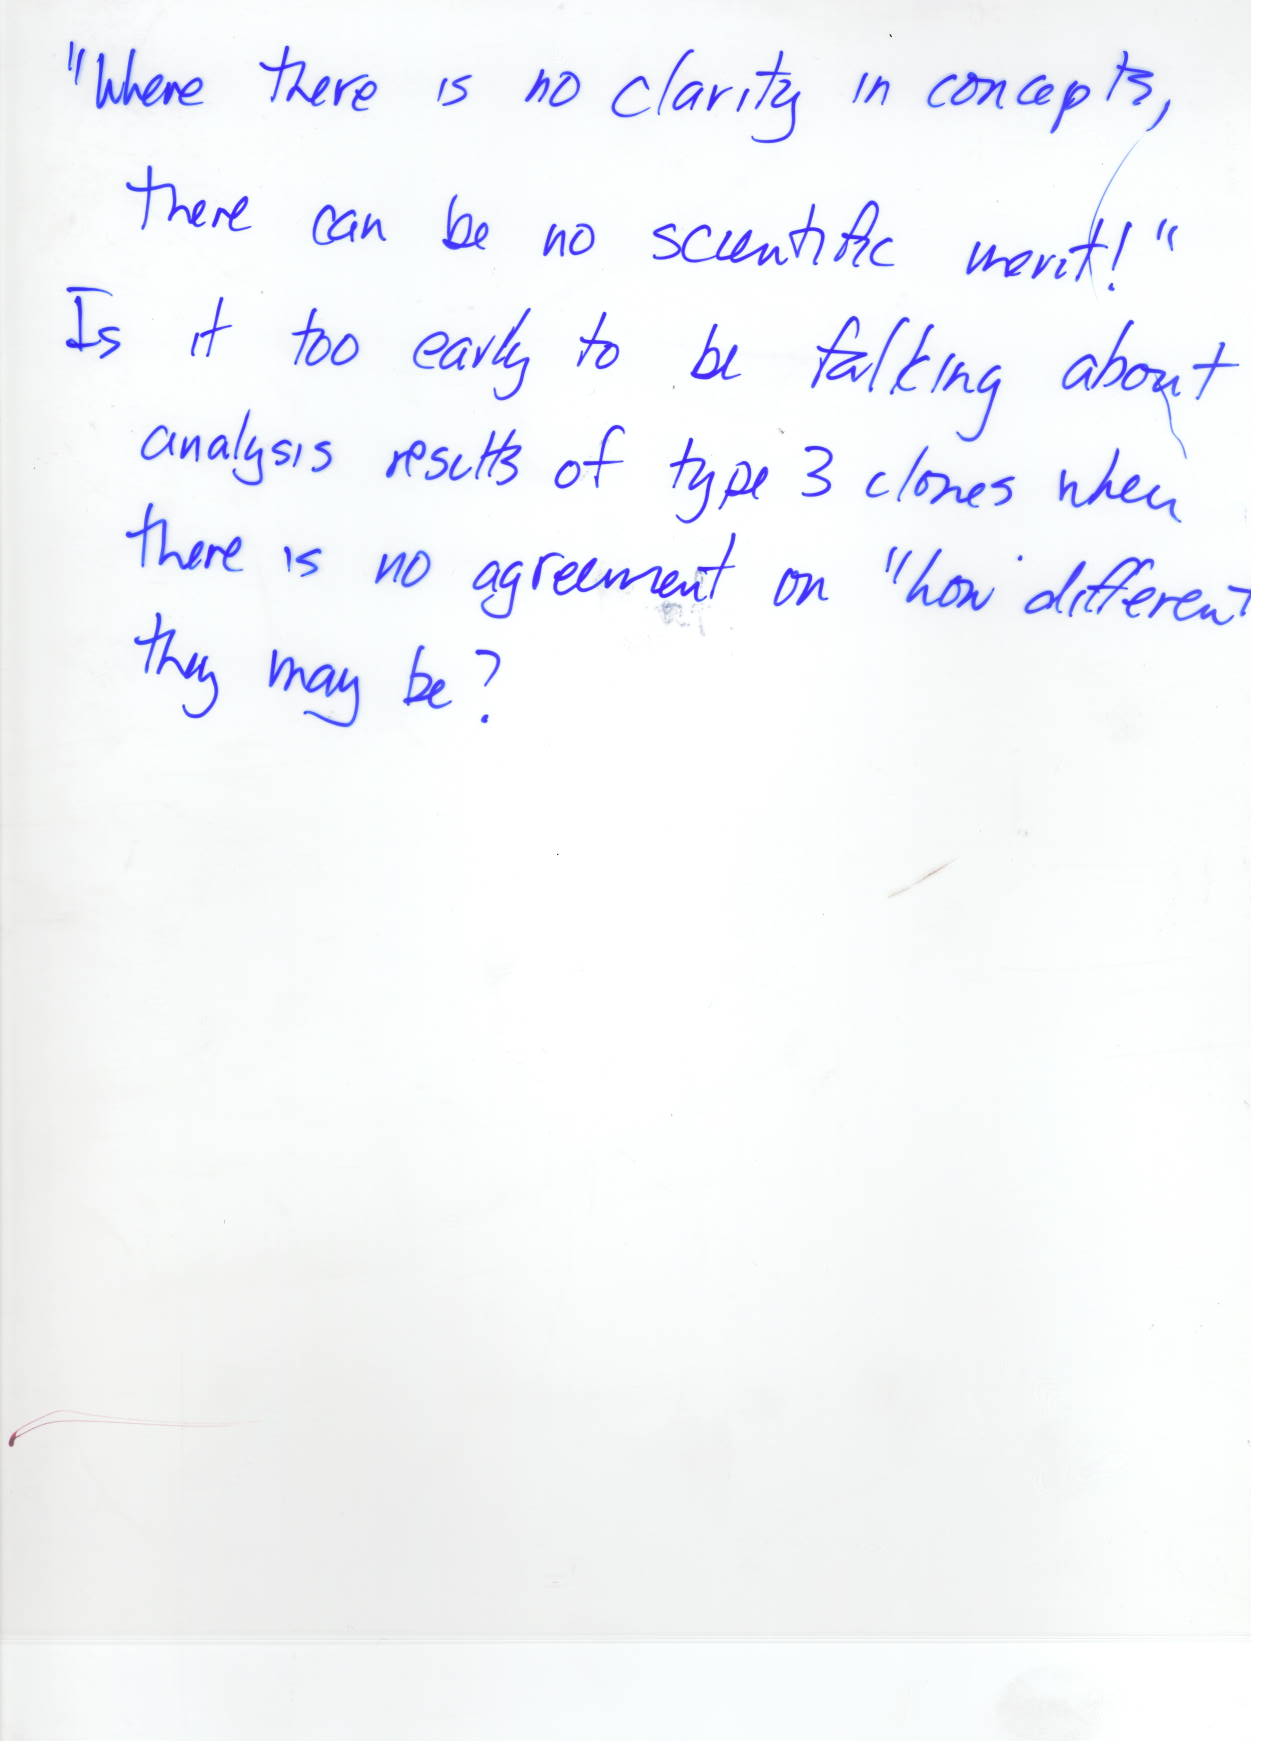 "Where there is no clarity in concepts,
there can be no scientific merit!"
Is it too early to be talking about
analysis results of type 3 clones when
there is no agreement on "how different
they may be?